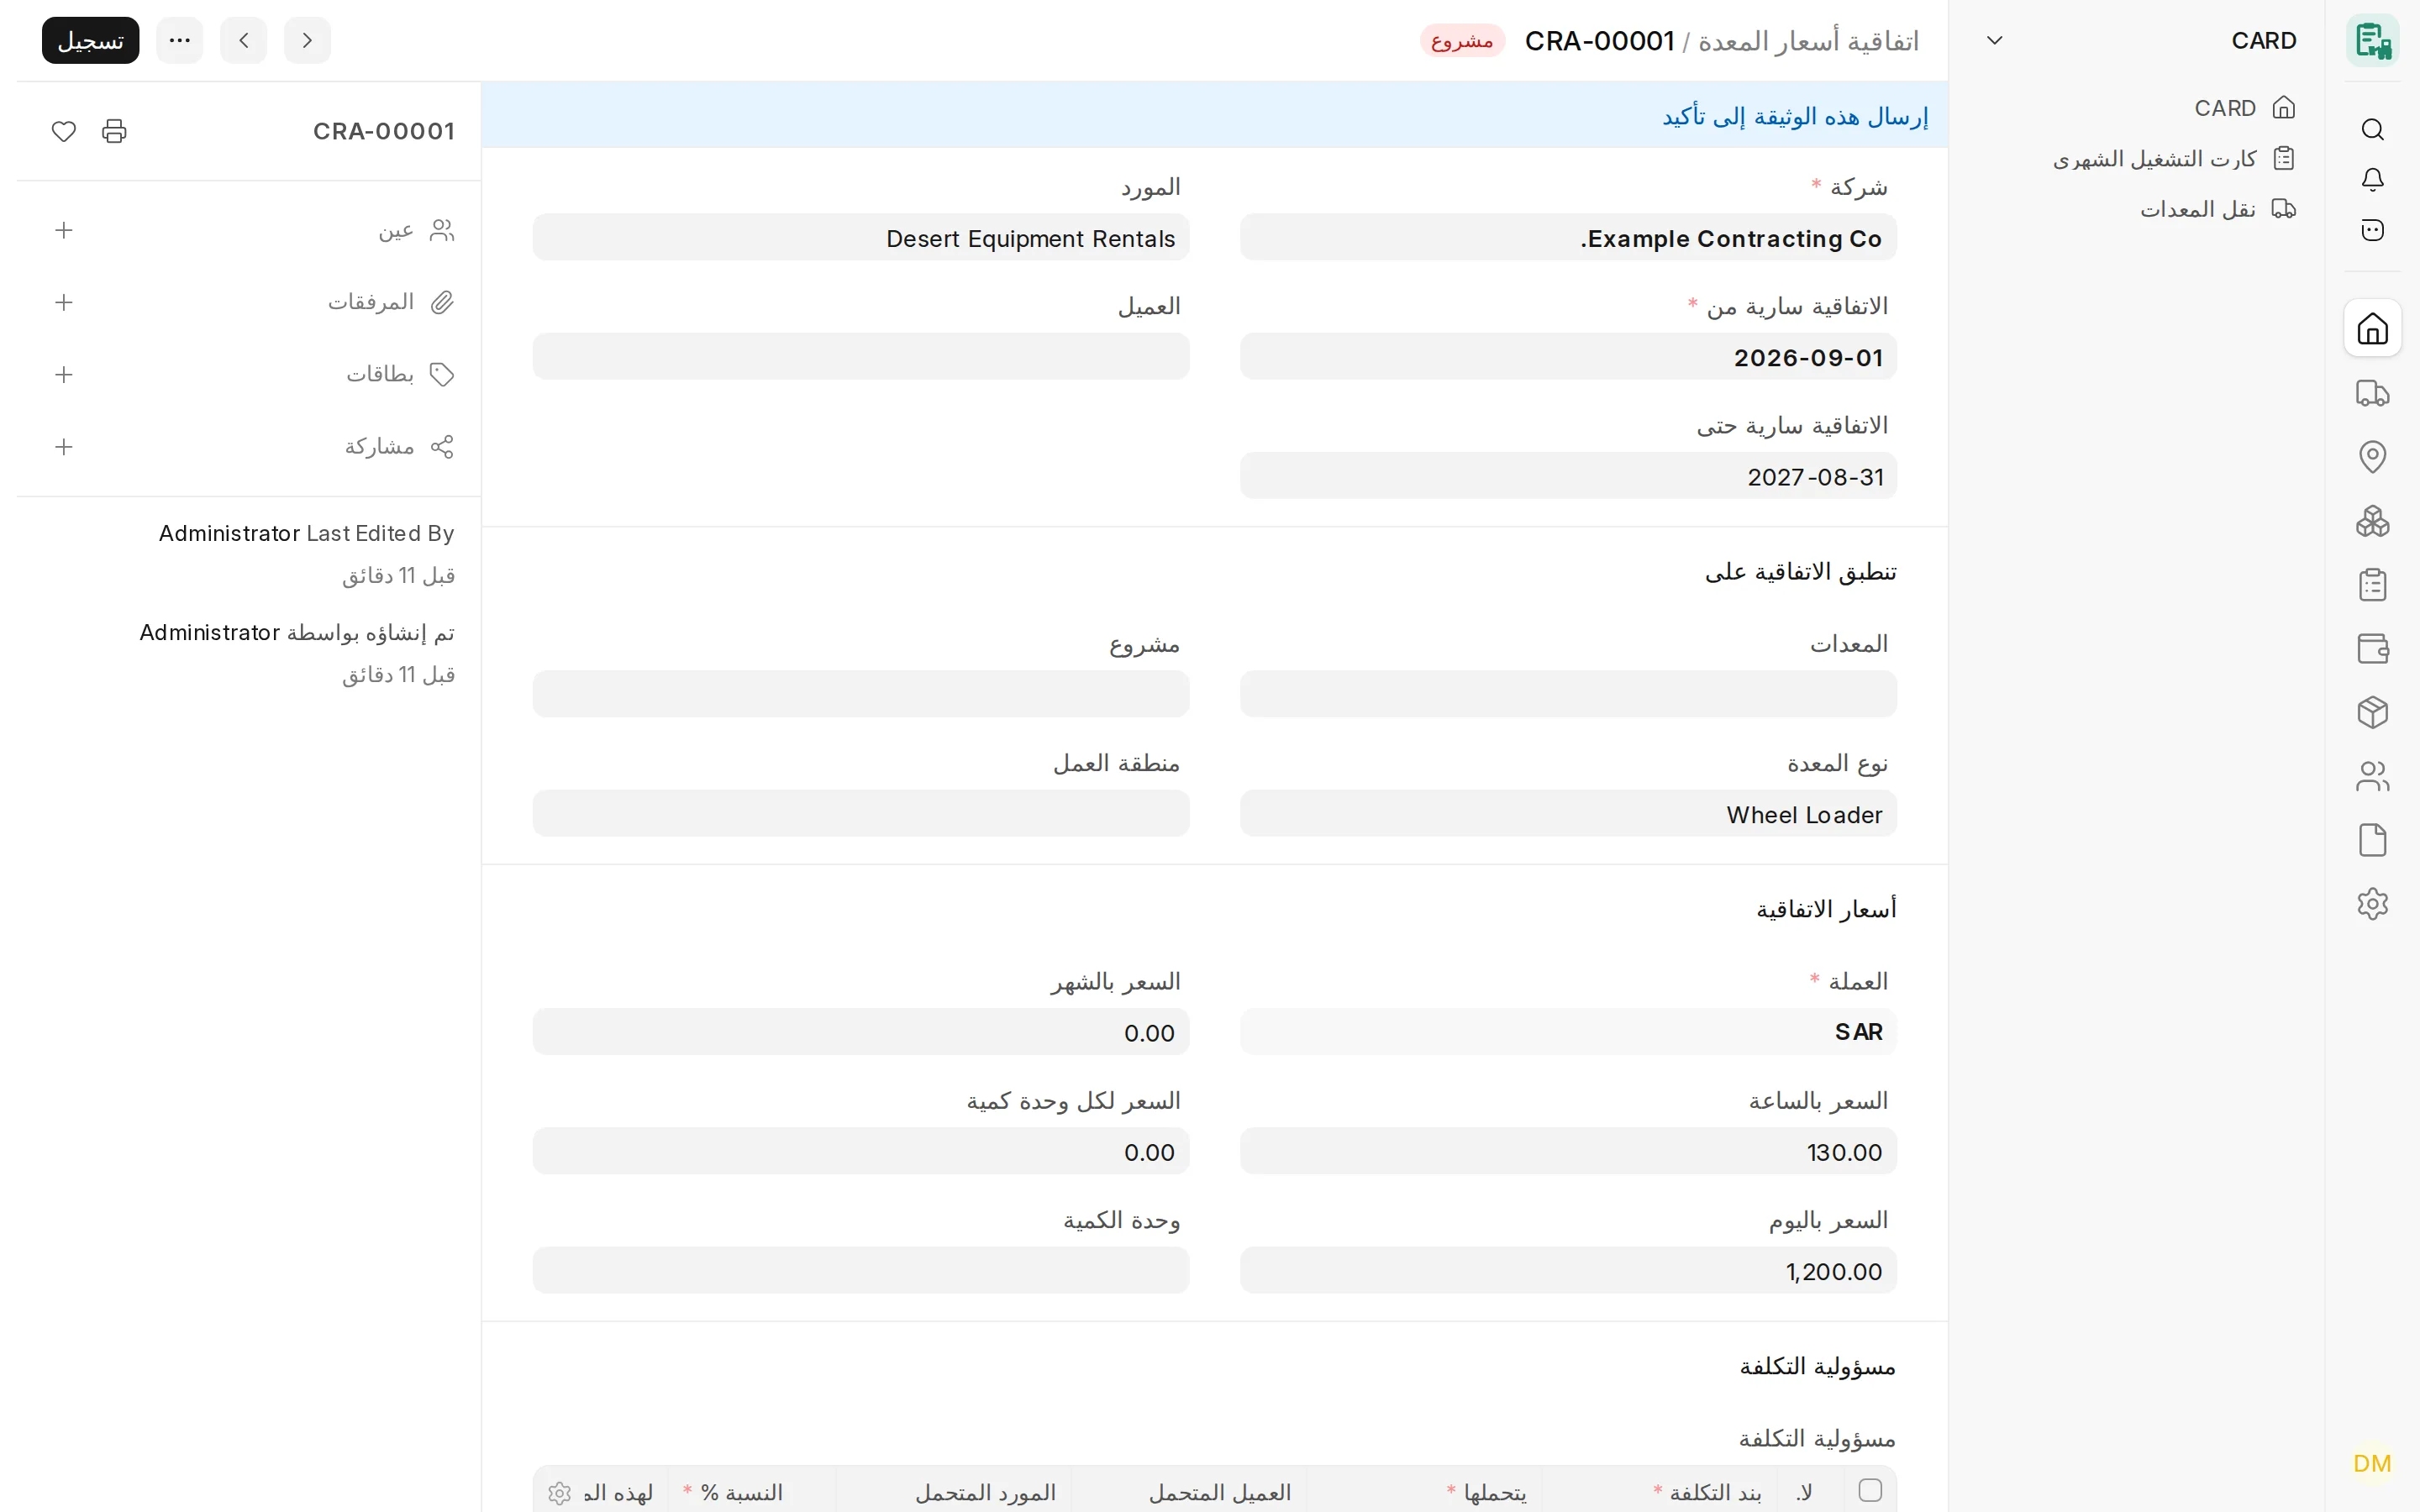 CARD
CARD
كارت التشغيل الشهري
نقل المعدات
DM
اتفاقية أسعار المعدة / CRA-00001 مشروع
تسجيل
إرسال هذه الوثيقة إلى تأكيد
شركة *
Example Contracting Co.
المورد
Desert Equipment Rentals
الاتفاقية سارية من *
2026-09-01
العميل
الاتفاقية سارية حتى
2027-08-31
تنطبق الاتفاقية على
المعدات
مشروع
نوع المعدة
Wheel Loader
منطقة العمل
أسعار الاتفاقية
العملة *
SAR
السعر بالشهر
0.00
السعر بالساعة
130.00
السعر لكل وحدة كمية
0.00
السعر باليوم
1,200.00
وحدة الكمية
مسؤولية التكلفة
مسؤولية التكلفة
لا. بند التكلفة * يتحملها * العميل المتحمل المورد المتحمل النسبة % * لهذه
CRA-00001
عين
المرفقات
بطاقات
مشاركة
Administrator Last Edited By
قبل 11 دقائق
تم إنشاؤه بواسطة Administrator
قبل 11 دقائق